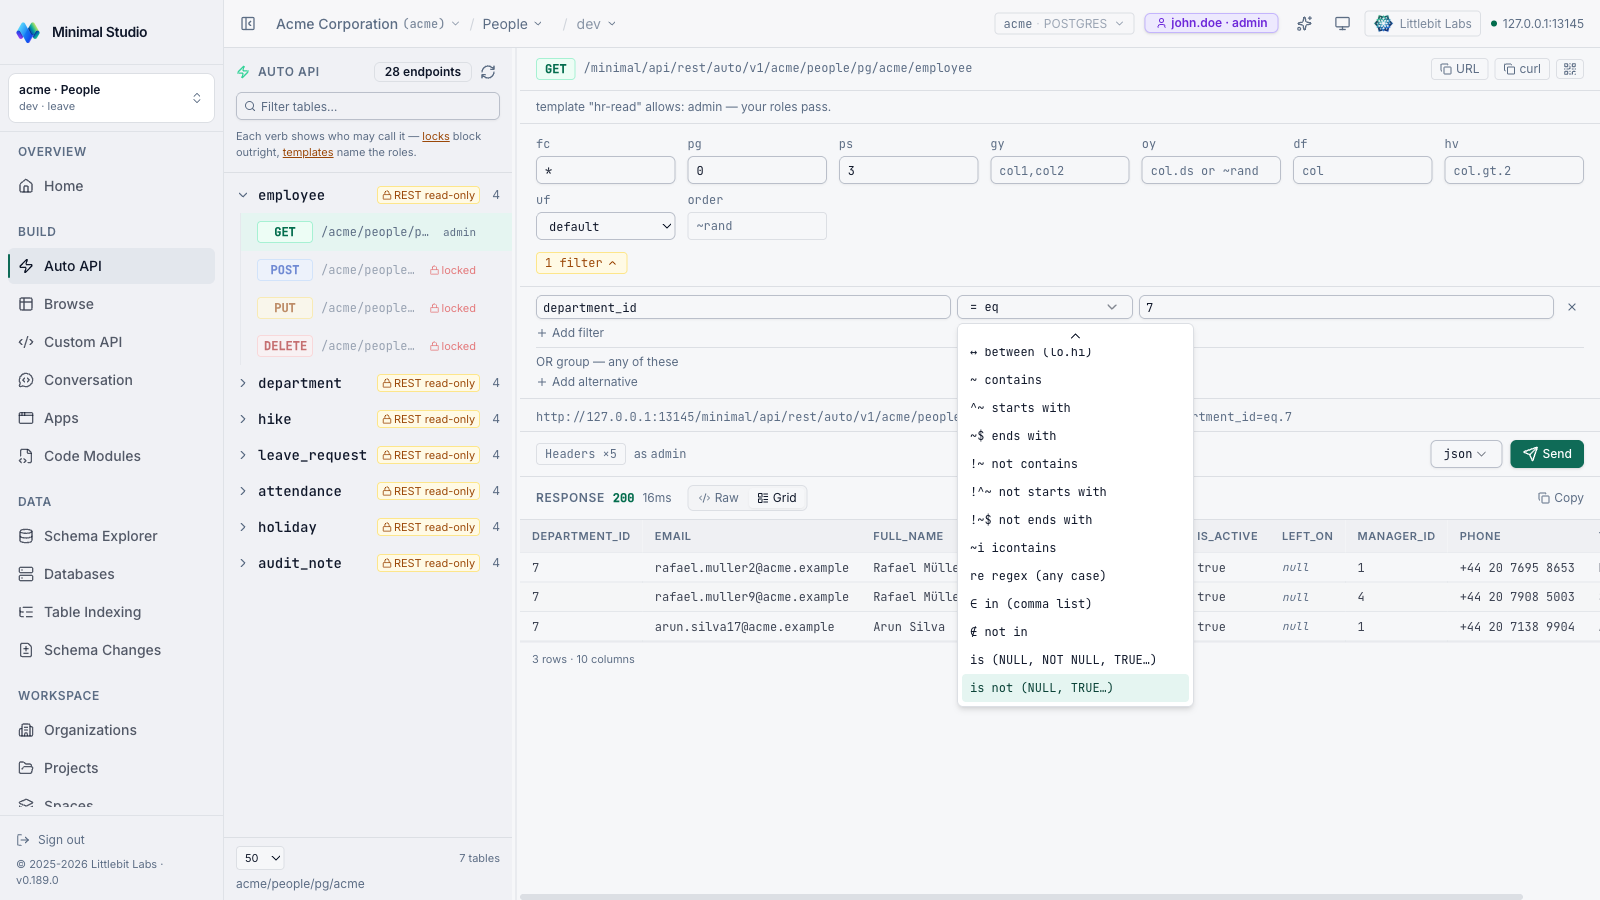 Minimal Studio
acme · People
dev · leave
OVERVIEW
Home
BUILD
Auto API
Browse
Custom API
Conversation
Apps
Code Modules
DATA
Schema Explorer
Databases
Table Indexing
Schema Changes
WORKSPACE
Organizations
Projects
Spaces
Sign out
© 2025-2026 Littlebit Labs ·
v0.189.0
Acme Corporation (acme) / People / dev
acme · POSTGRES
john.doe · admin
Littlebit Labs
127.0.0.1:13145
AUTO API
28 endpoints
Filter tables...
Each verb shows who may call it — locks block
outright, templates name the roles.
employee REST read-only 4
GET /acme/people/p… admin
POST /acme/people… locked
PUT /acme/people… locked
DELETE /acme/people… locked
department REST read-only 4
hike REST read-only 4
leave_request REST read-only 4
attendance REST read-only 4
holiday REST read-only 4
audit_note REST read-only 4
50
7 tables
acme/people/pg/acme
GET /minimal/api/rest/auto/v1/acme/people/pg/acme/employee
URL
curl
template "hr-read" allows: admin — your roles pass.
fc pg ps gy oy df hv
* 0 3 col1,col2 col.ds or ~rand col col.gt.2
uf order
default ~rand
1 filter
department_id = eq 7
+ Add filter
OR group — any of these
+ Add alternative
↔ between (lo.hi)
~ contains
^~ starts with
~$ ends with
!~ not contains
!^~ not starts with
!~$ not ends with
~i icontains
re regex (any case)
∈ in (comma list)
∉ not in
is (NULL, NOT NULL, TRUE…)
is not (NULL, TRUE…)
http://127.0.0.1:13145/minimal/api/rest/auto/v1/acme/people rtment_id=eq.7
Headers ×5 as admin
json
Send
RESPONSE 200 16ms Raw Grid
Copy
DEPARTMENT_ID EMAIL FULL_NAME IS_ACTIVE LEFT_ON MANAGER_ID PHONE
7 rafael.muller2@acme.example Rafael Mülle true null 1 +44 20 7695 8653
7 rafael.muller9@acme.example Rafael Mülle true null 4 +44 20 7908 5003
7 arun.silva17@acme.example Arun Silva true null 1 +44 20 7138 9904
3 rows · 10 columns